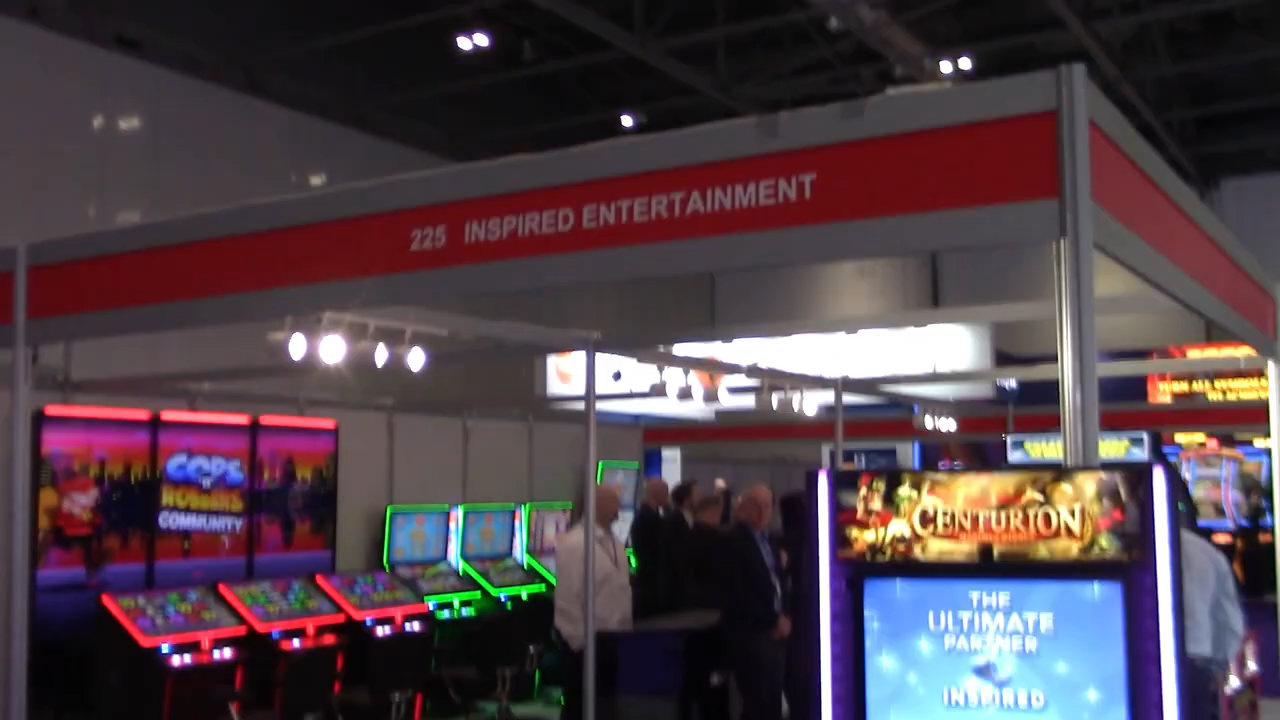 225 INSPIRED ENTERTAINMENT
COPS
ROBBERS
COMMUNITY
CENTURION
THE
ULTIMATE
PARTNER
INSPIRED